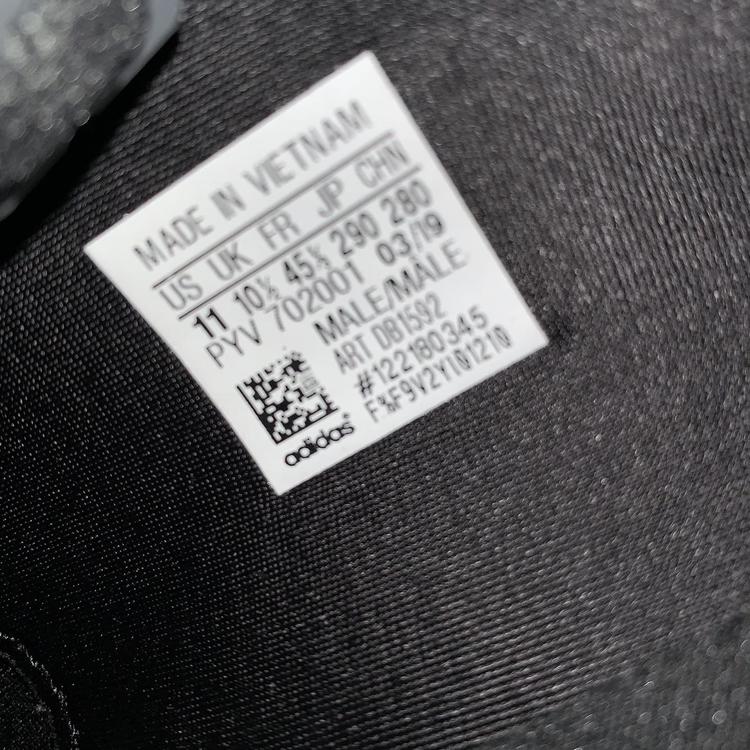 MADE IN VIETNAM
US UK FR JP CHN
11 10½ 45⅓ 290 280
PYV 702001 03/19
MALE/MALE
ART DB1592
#122180345
F%F9V2Y101210
adidas